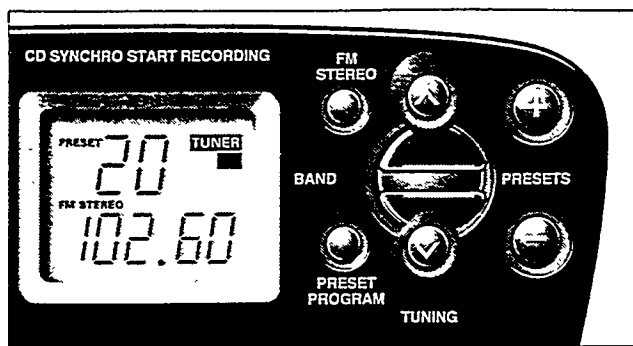 CD SYNCHRO START RECORDING
FM
STEREO
PRESET
20
TUNER
FM STEREO
102.60
BAND
PRESETS
PRESET
PROGRAM
TUNING